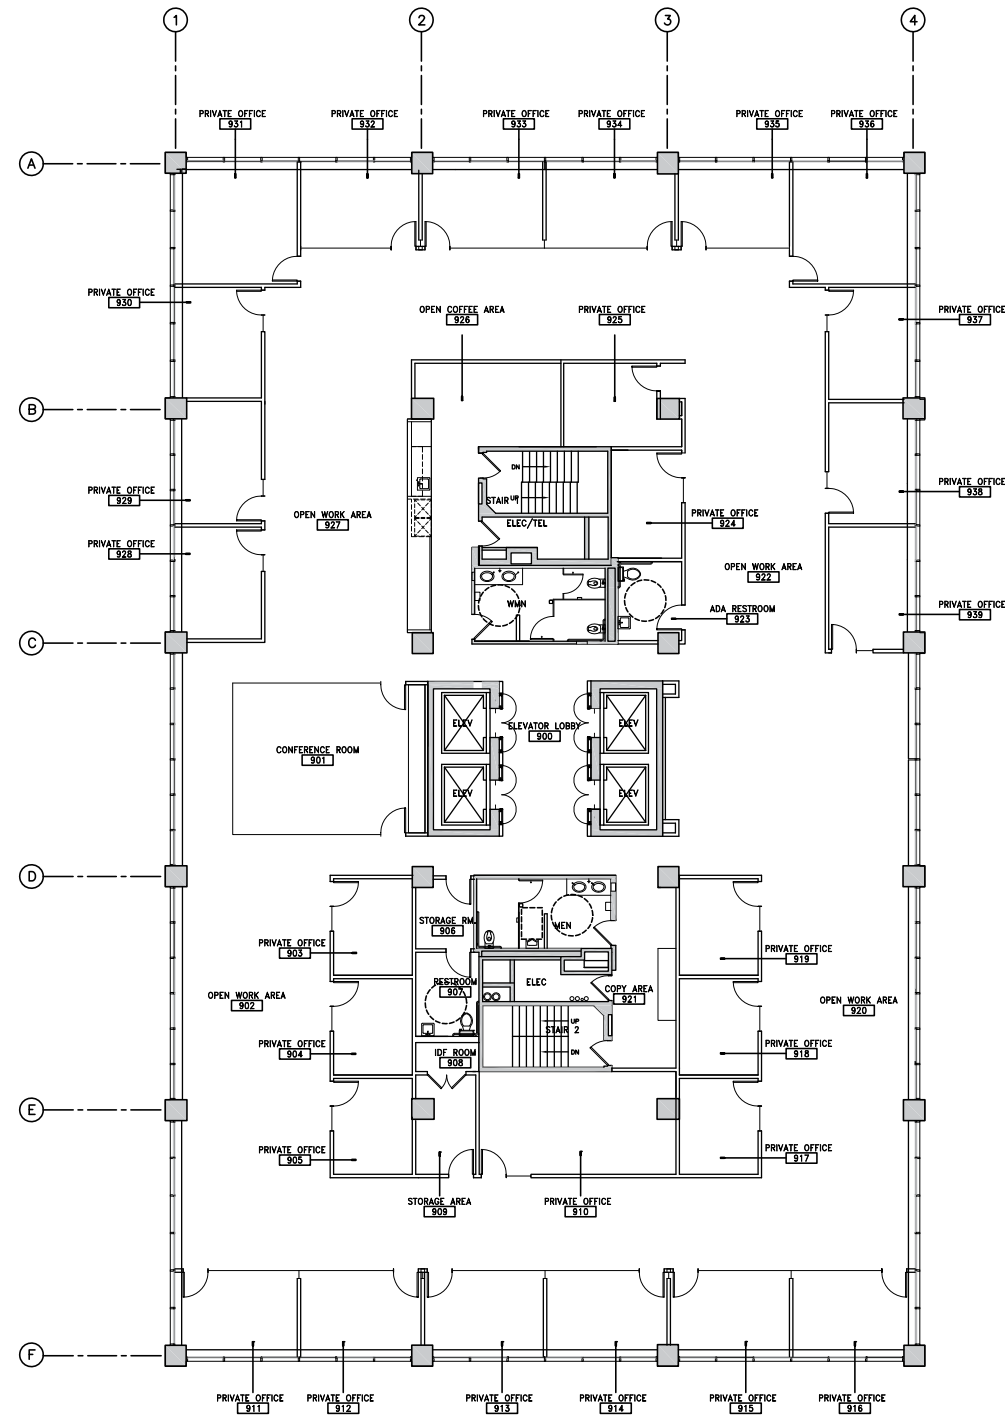 1 2 3 4
PRIVATE OFFICE
931
PRIVATE OFFICE
932
PRIVATE OFFICE
933
PRIVATE OFFICE
934
PRIVATE OFFICE
935
PRIVATE OFFICE
936
A
PRIVATE OFFICE
930
OPEN COFFEE AREA
926
PRIVATE OFFICE
925
PRIVATE OFFICE
937
B
DN
STAIR 1
UP
PRIVATE OFFICE
929
OPEN WORK AREA
927
ELEC/TEL
PRIVATE OFFICE
924
PRIVATE OFFICE
938
PRIVATE OFFICE
928
OPEN WORK AREA
922
WMN
ADA RESTROOM
923
PRIVATE OFFICE
939
C
CONFERENCE ROOM
901
ELEV
ELEVATOR LOBBY
900
ELEV
ELEV
ELEV
D
STORAGE RM.
906
MEN
PRIVATE OFFICE
903
PRIVATE OFFICE
919
RESTROOM
907
ELEC
COPY AREA
921
OPEN WORK AREA
902
OPEN WORK AREA
920
UP
STAIR 2
DN
PRIVATE OFFICE
904
IDF ROOM
908
PRIVATE OFFICE
918
E
PRIVATE OFFICE
905
PRIVATE OFFICE
917
STORAGE AREA
909
PRIVATE OFFICE
910
F
PRIVATE OFFICE
911
PRIVATE OFFICE
912
PRIVATE OFFICE
913
PRIVATE OFFICE
914
PRIVATE OFFICE
915
PRIVATE OFFICE
916